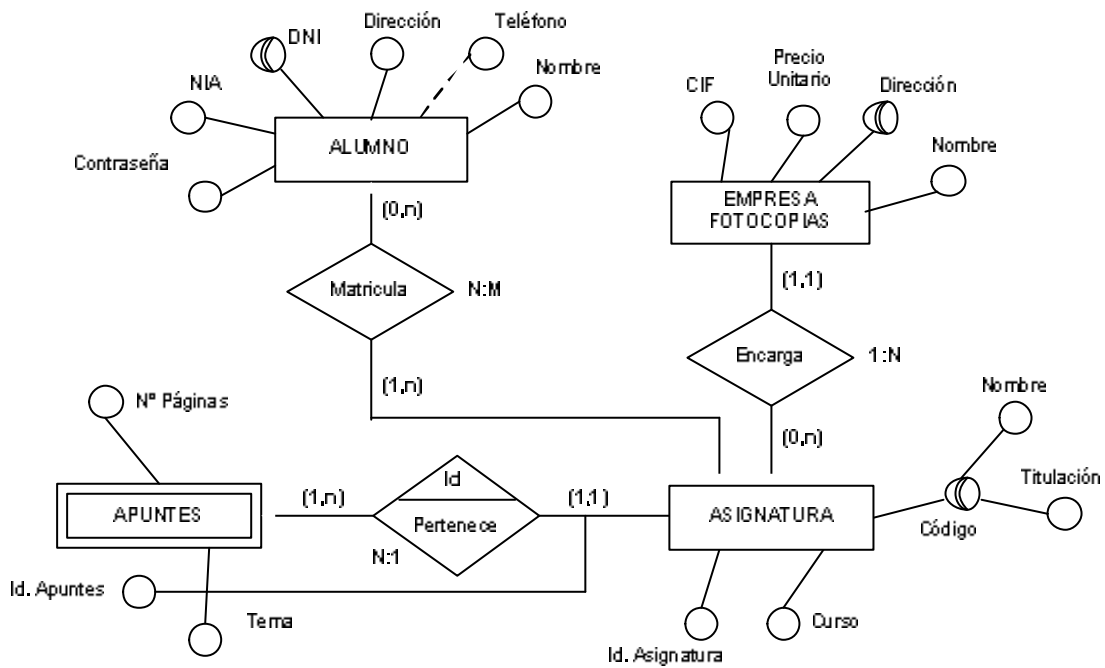 DNI
Dirección
Teléfono
NIA
Nombre
Contraseña
ALUMNO
CIF
Precio
Unitario
Dirección
Nombre
EMPRESA
FOTOCOPIAS
(0,n)
Matricula
N:M
(1,n)
(1,1)
Encarga
1:N
(0,n)
Nº Páginas
APUNTES
(1,n)
Id
Pertenece
N:1
(1,1)
ASIGNATURA
Nombre
Titulación
Código
Id. Apuntes
Tema
Id. Asignatura
Curso